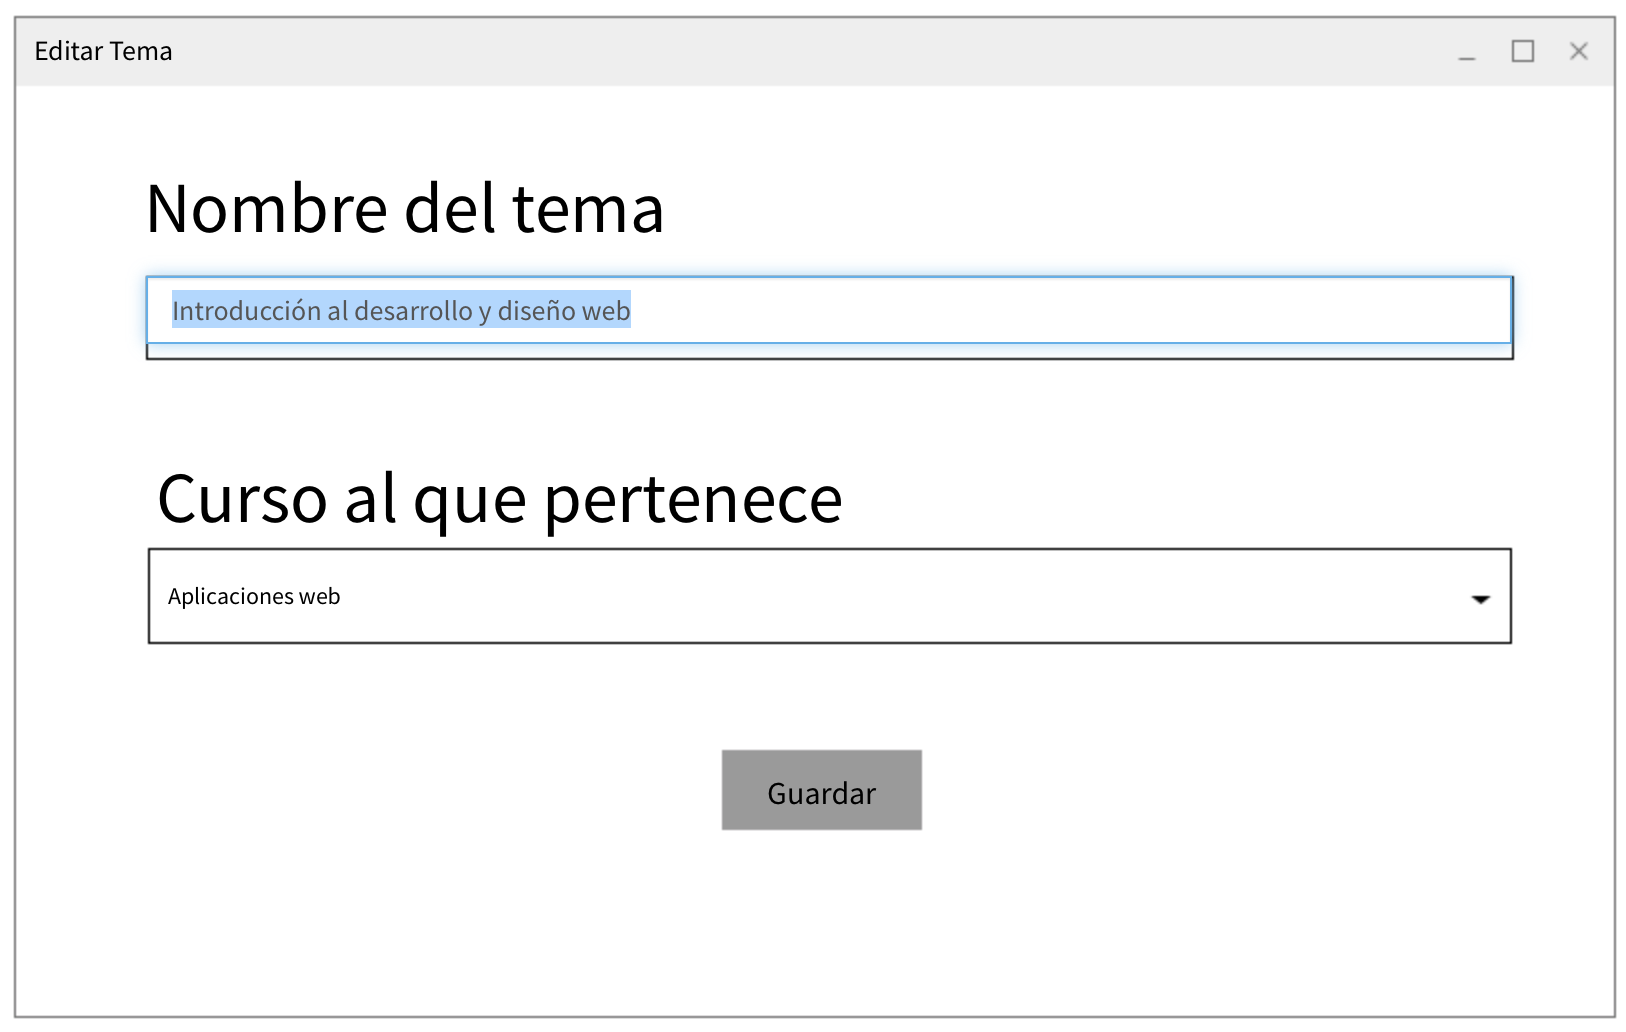 Editar Tema
Nombre del tema
Introducción al desarrollo y diseño web
Curso al que pertenece
Aplicaciones web
Guardar